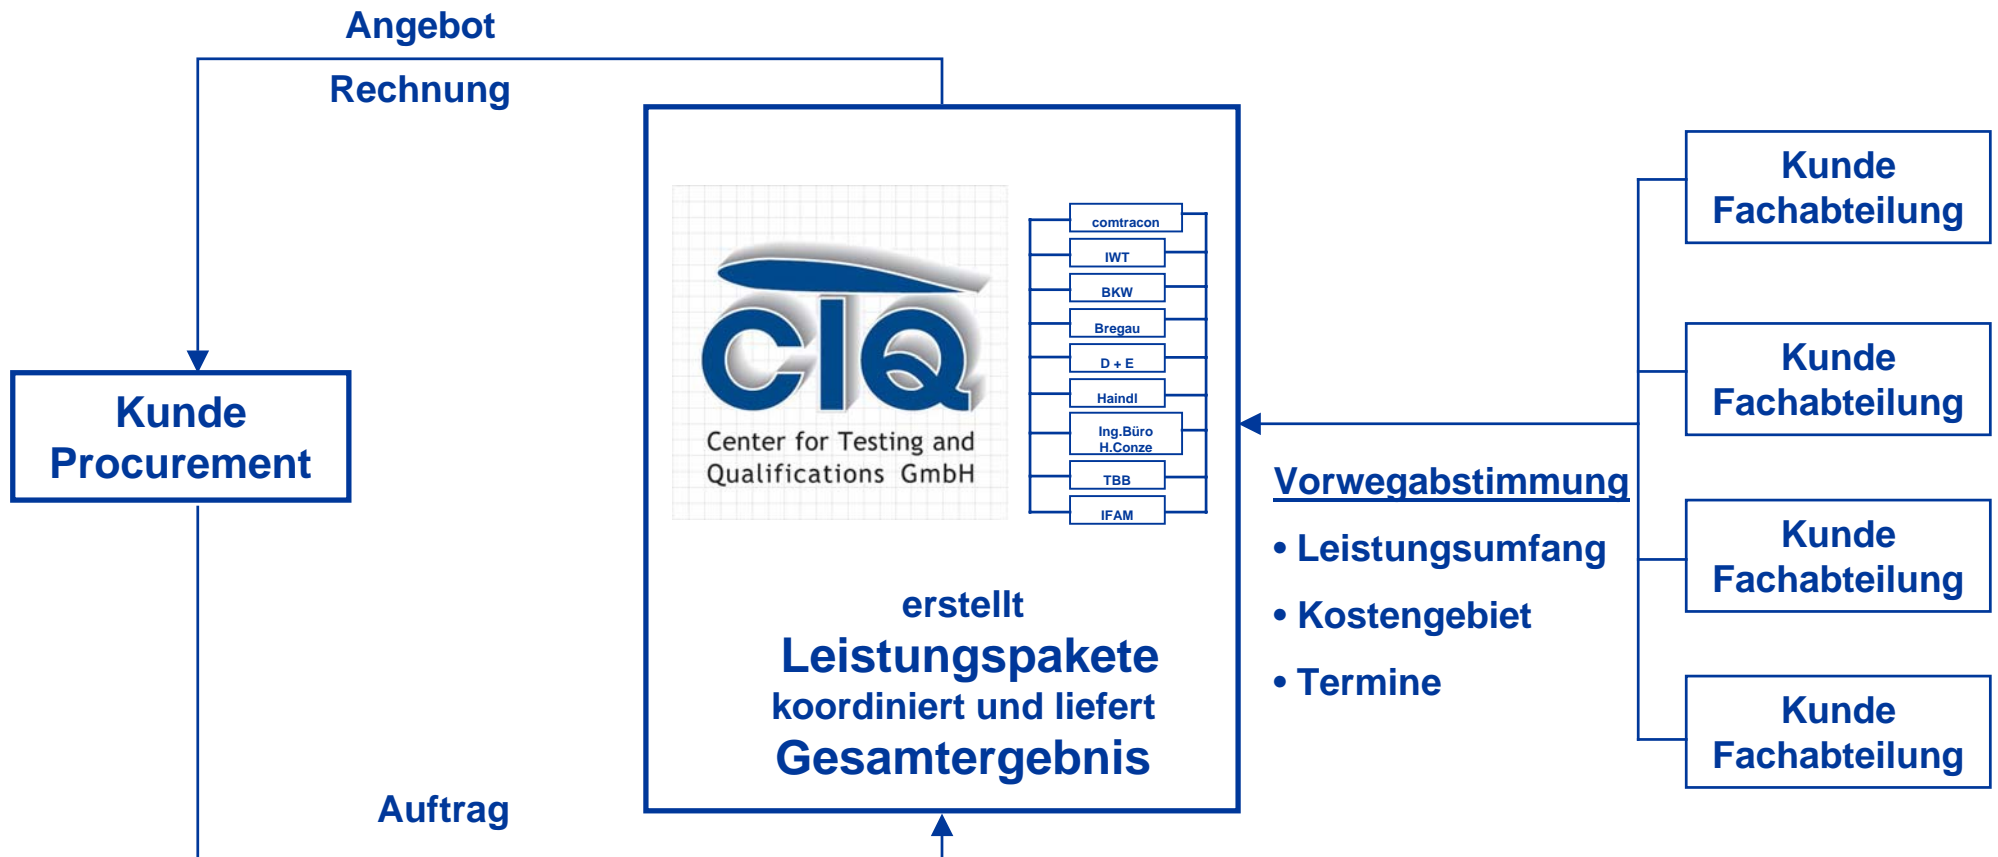 Angebot
Rechnung
Kunde
Procurement
Auftrag
CTQ
Center for Testing and
Qualifications GmbH
comtracon
IWT
BKW
Bregau
D + E
Haindl
Ing.Büro
H.Conze
TBB
IFAM
erstellt
Leistungspakete
koordiniert und liefert
Gesamtergebnis
Vorwegabstimmung
• Leistungsumfang
• Kostengebiet
• Termine
Kunde
Fachabteilung
Kunde
Fachabteilung
Kunde
Fachabteilung
Kunde
Fachabteilung